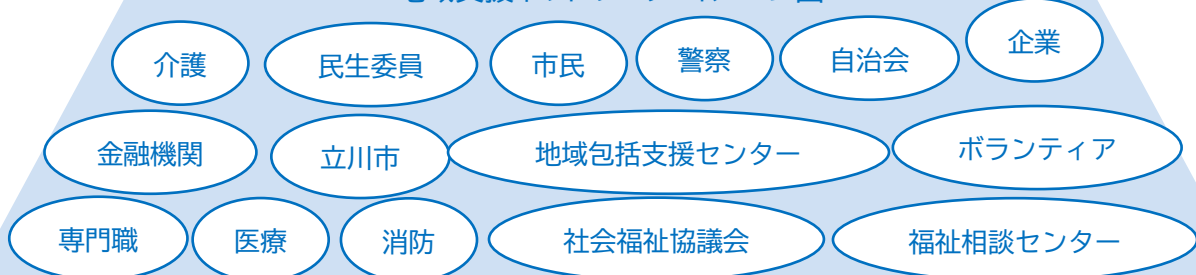 介護 民生委員 市民 警察 自治会 企業
金融機関 立川市 地域包括支援センター ボランティア
専門職 医療 消防 社会福祉協議会 福祉相談センター